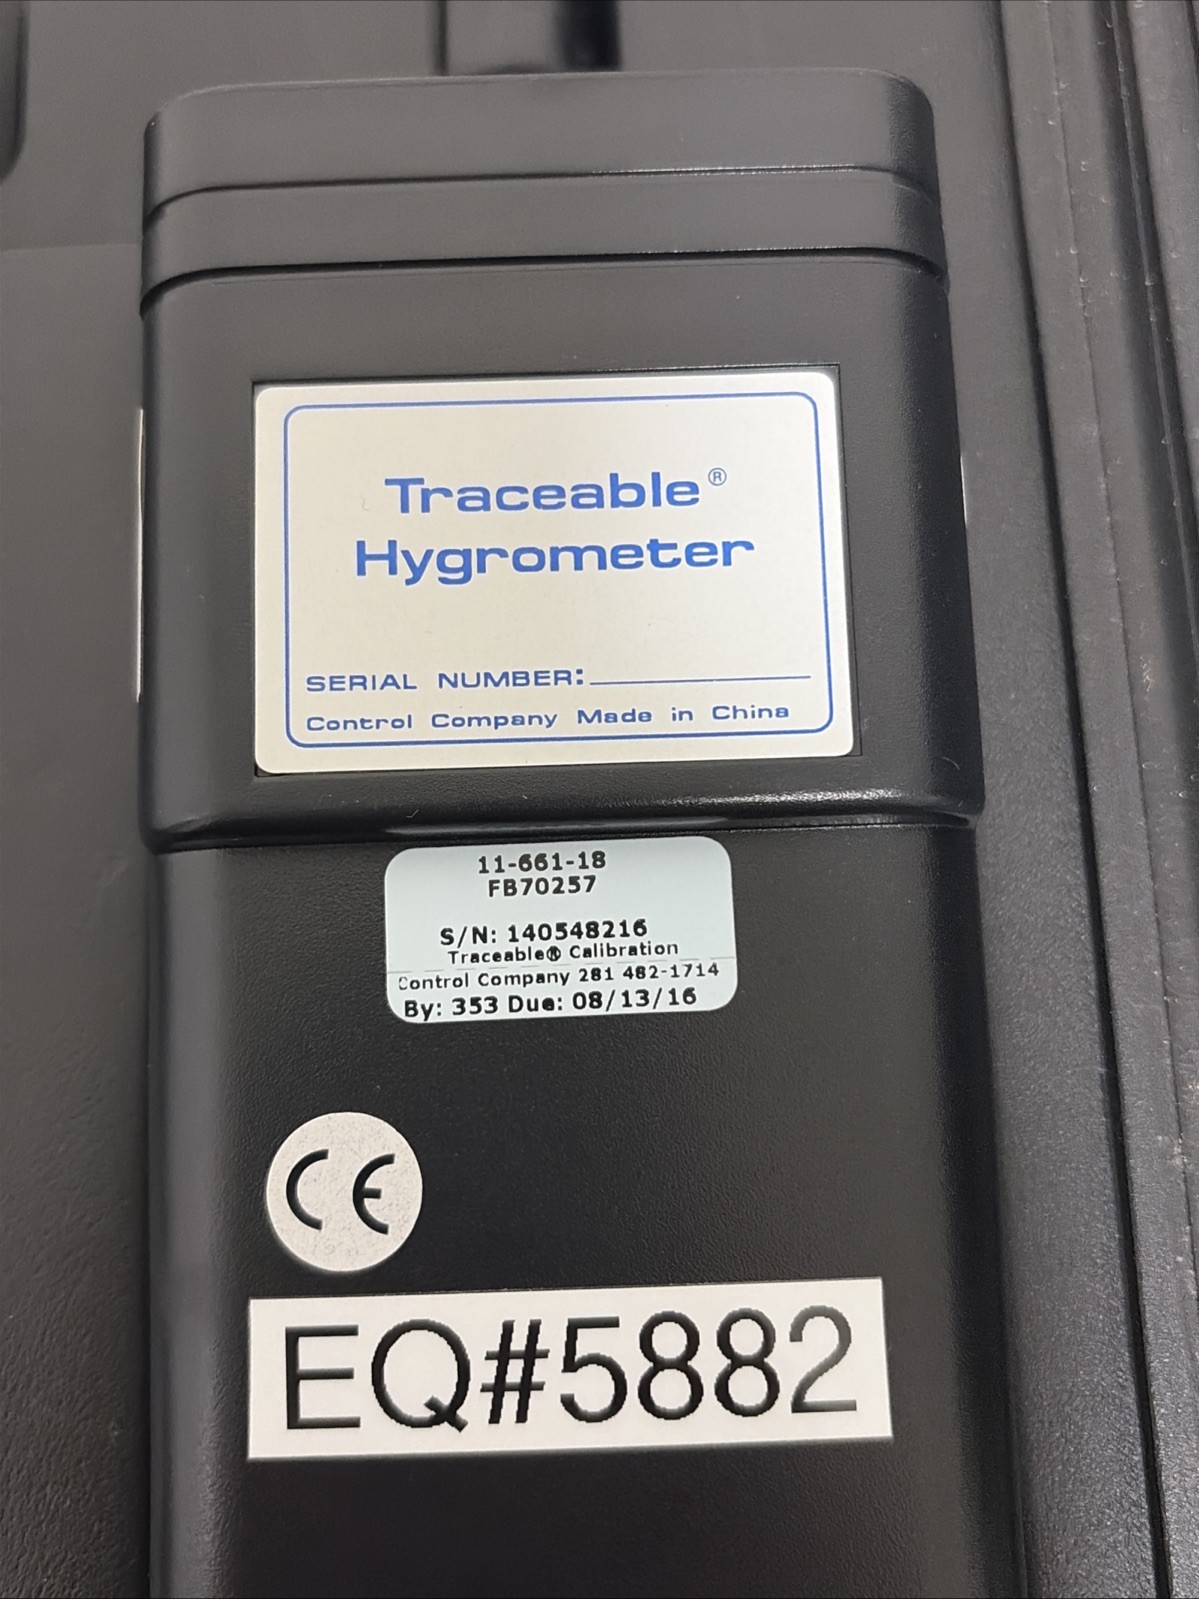 Traceable®
Hygrometer
SERIAL NUMBER:
Control Company Made in China
11-661-18
FB70257
S/N: 140548216
Traceable® Calibration
Control Company 281 482-1714
By: 353 Due: 08/13/16
CE
EQ#5882